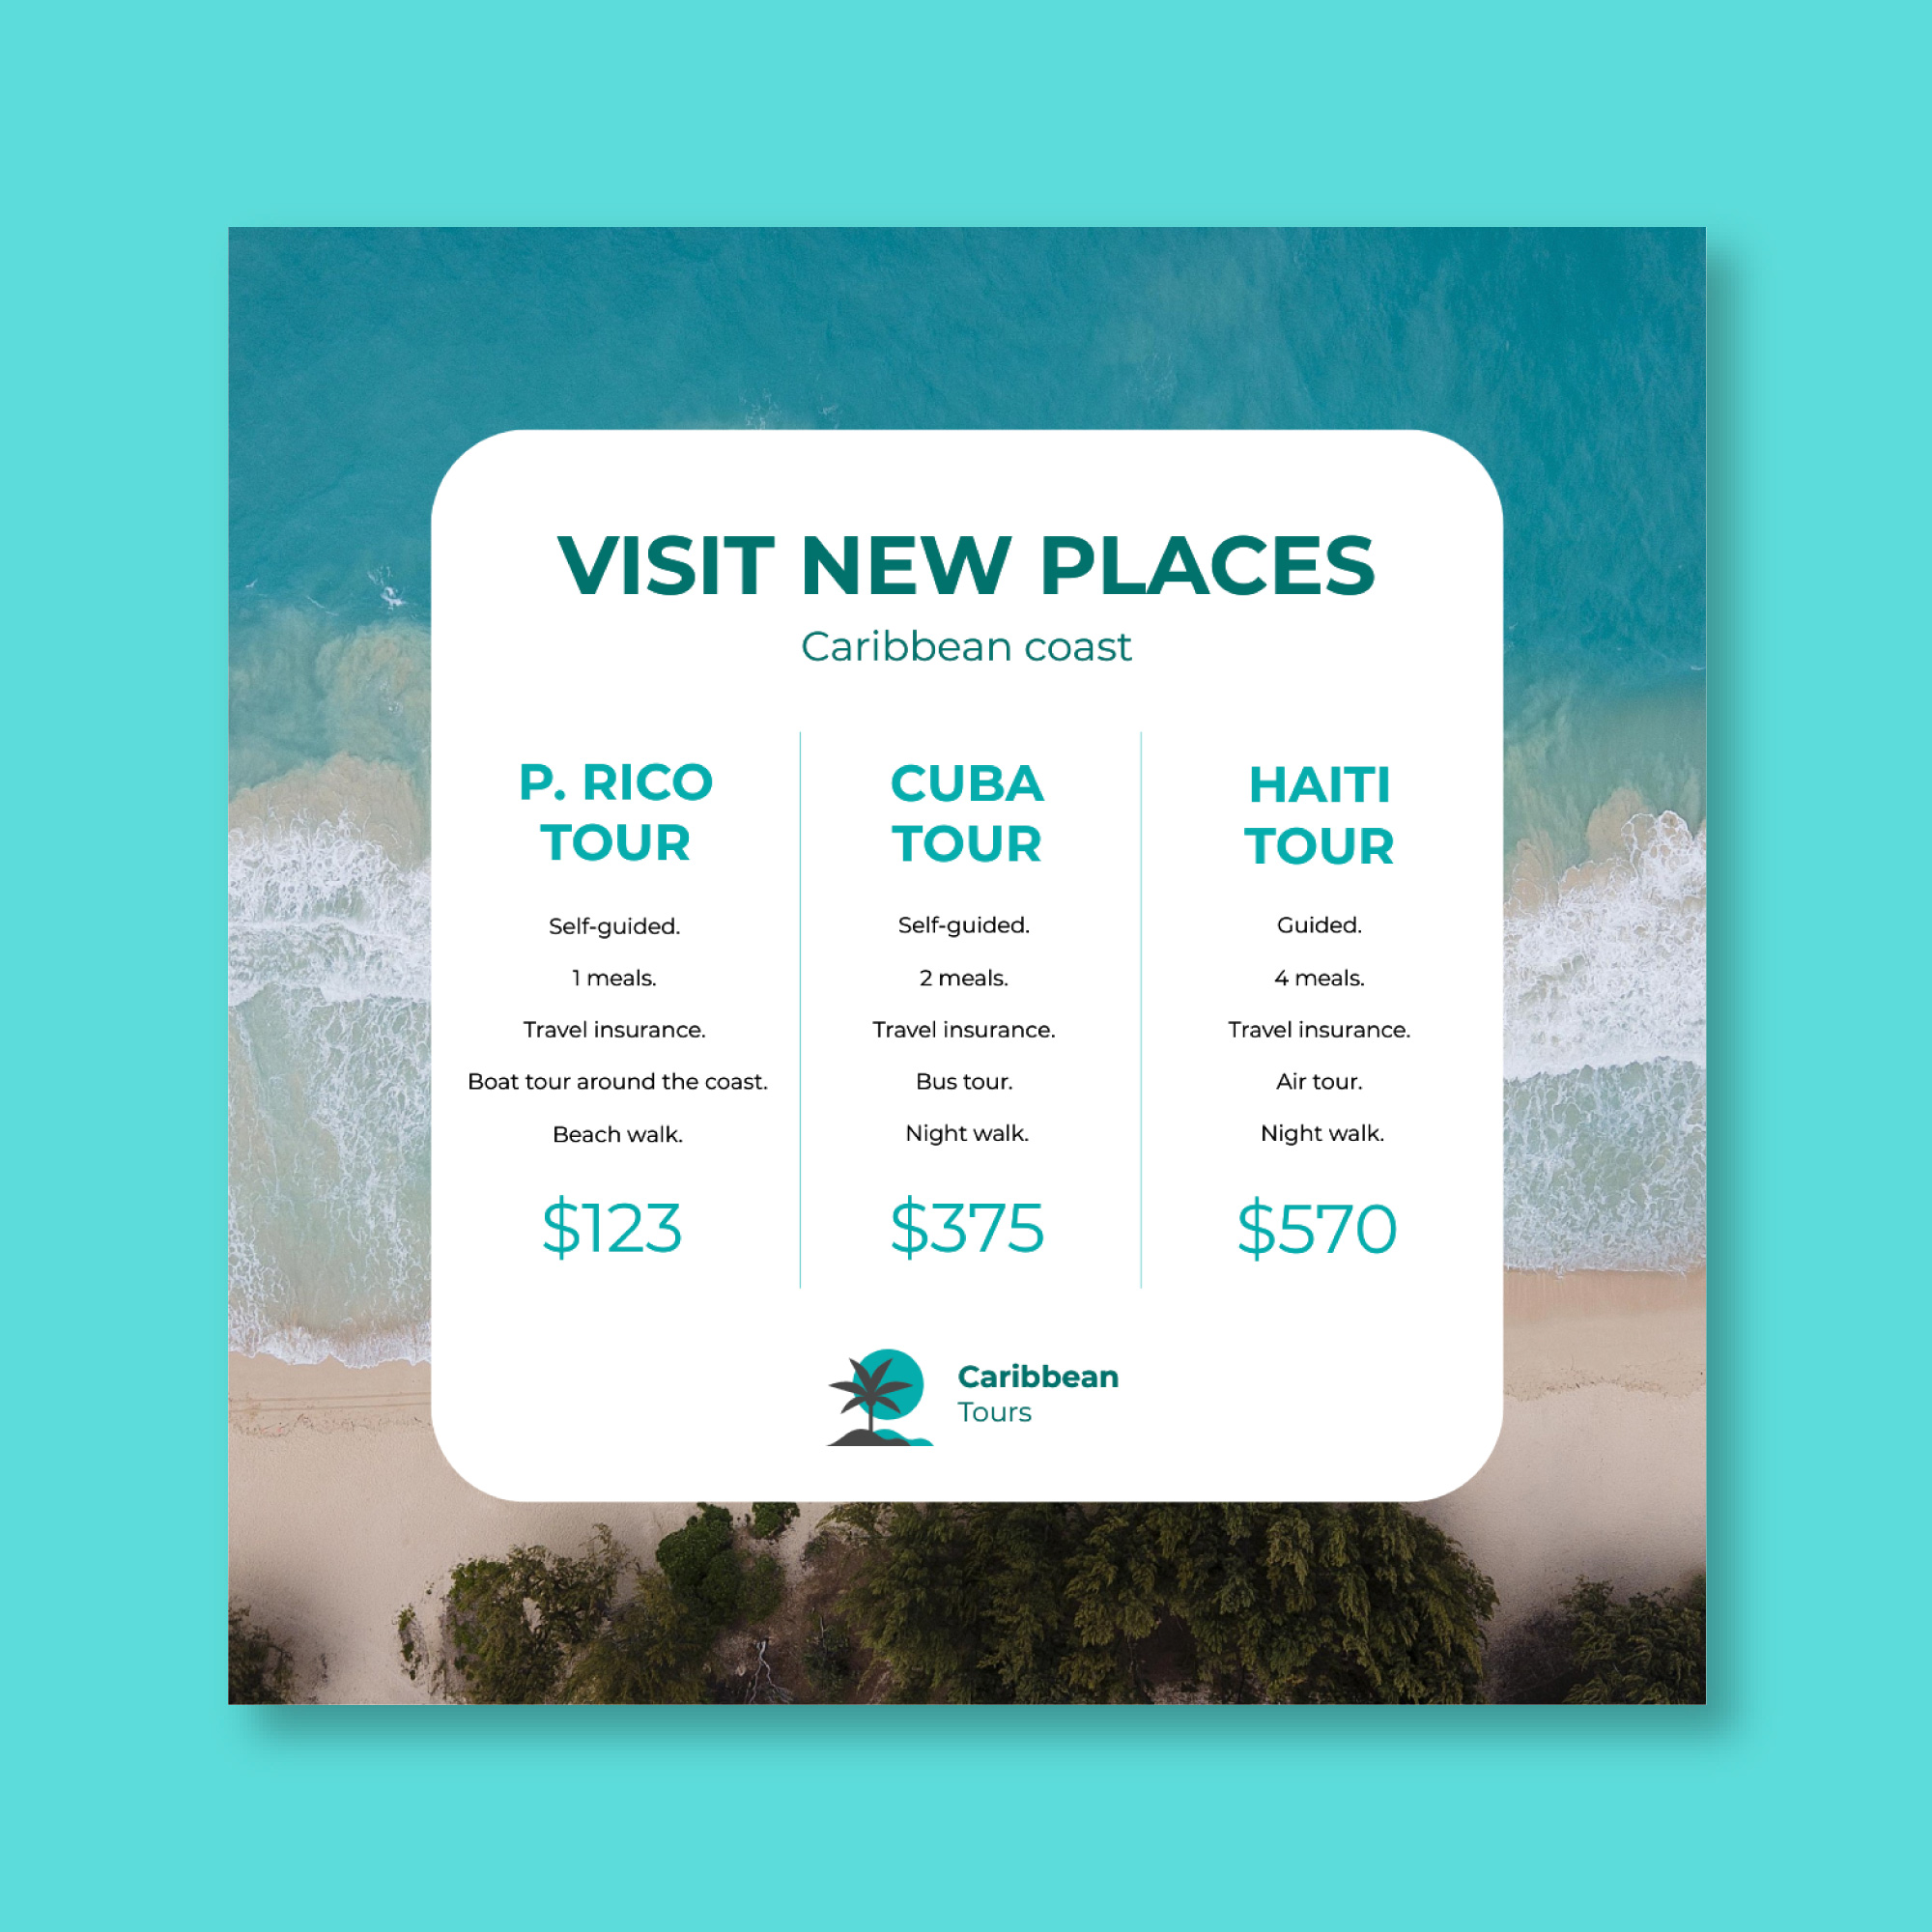 VISIT NEW PLACES
Caribbean coast
P. RICO
TOUR
Self-guided.
1 meals.
Travel insurance.
Boat tour around the coast.
Beach walk.
$123
CUBA
TOUR
Self-guided.
2 meals.
Travel insurance.
Bus tour.
Night walk.
$375
HAITI
TOUR
Guided.
4 meals.
Travel insurance.
Air tour.
Night walk.
$570
Caribbean
Tours